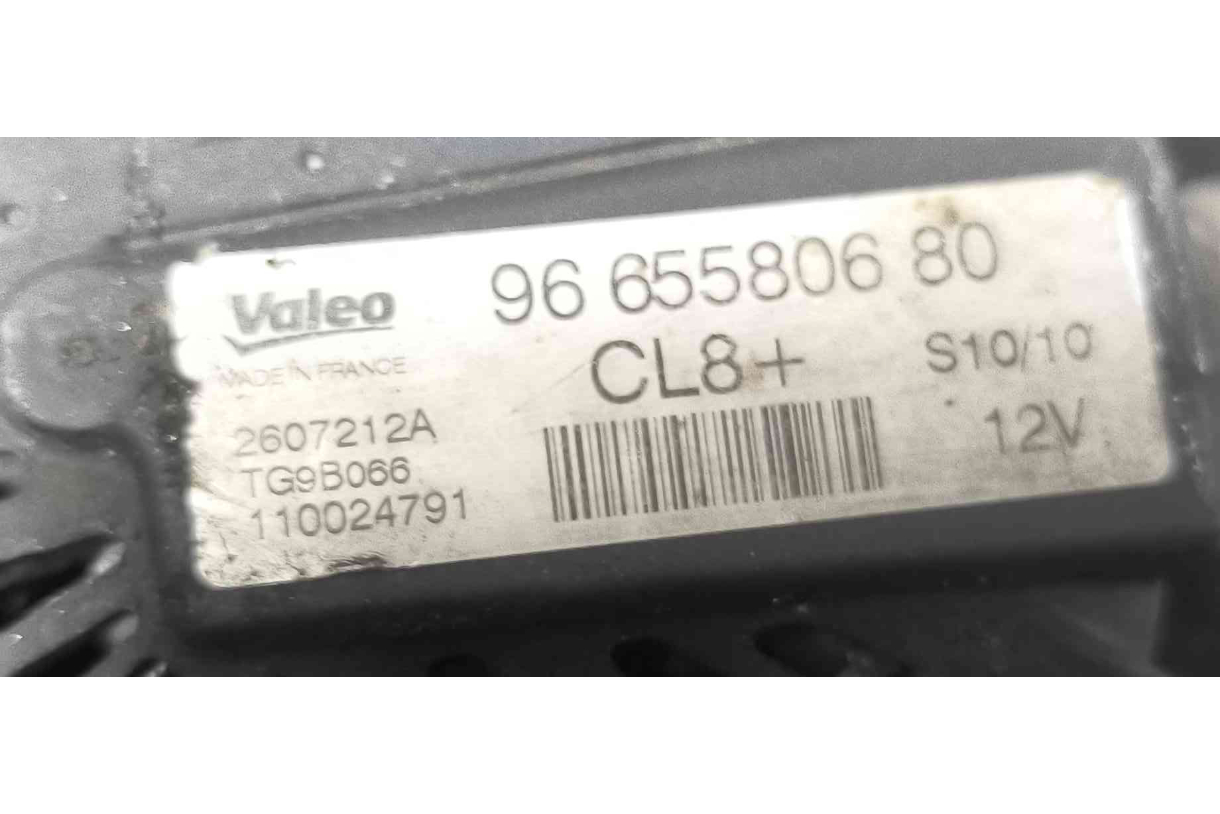 Valeo
96 655806 80
MADE IN FRANCE
CL8+
S10/10
2607212A
12V
TG9B066
110024791